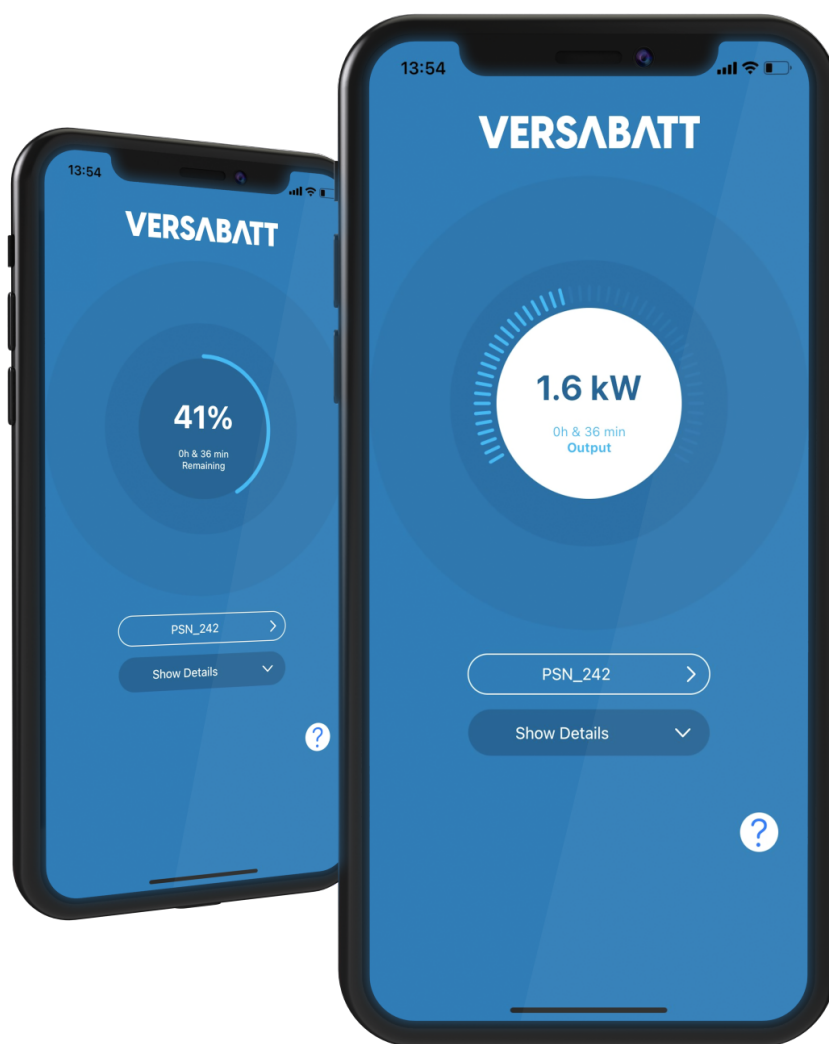 13:54
VERSABATT
41%
0h & 36 min
Remaining
PSN_242
Show Details
?
13:54
VERSABATT
1.6 kW
0h & 36 min
Output
PSN_242
Show Details
?